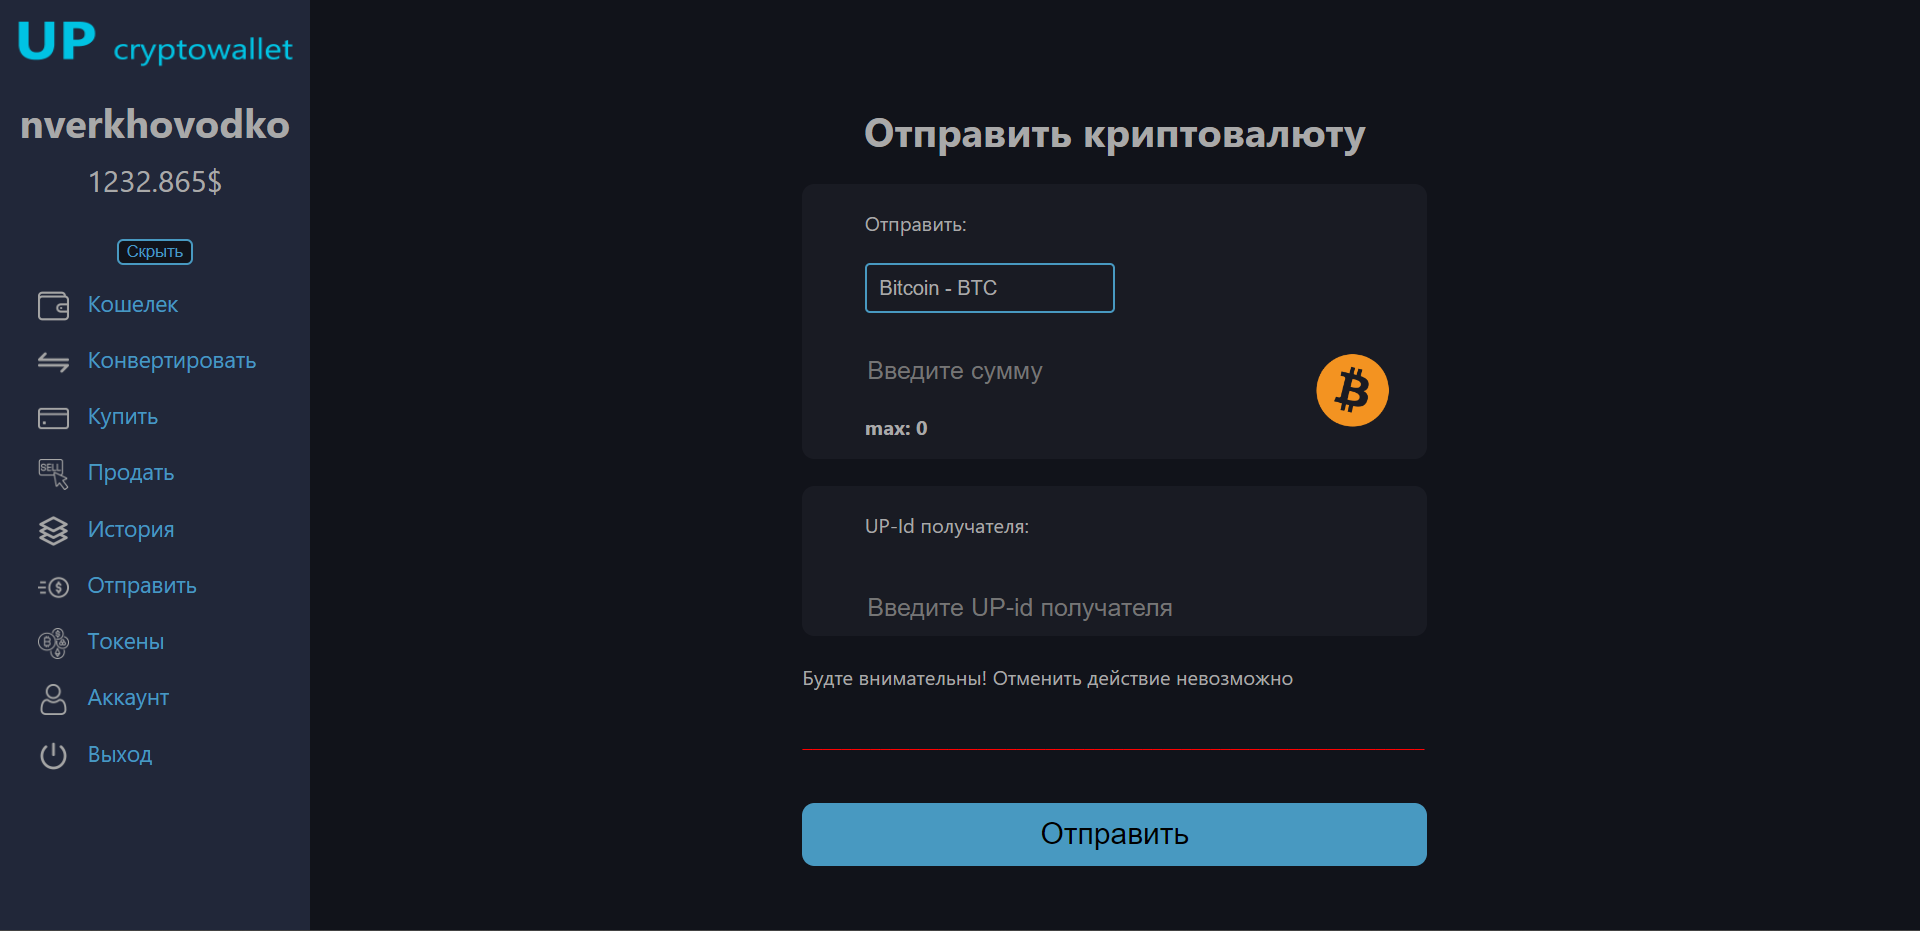 UP cryptowallet
nverkhovodko
1232.865$
Скрыть
Кошелек
Конвертировать
Купить
SELL
Продать
История
Отправить
Токены
Аккаунт
Выход
Отправить криптовалюту
Отправить:
Bitcoin - BTC
Введите сумму
max: 0
UP-Id получателя:
Введите UP-id получателя
Будте внимательны! Отменить действие невозможно
Отправить